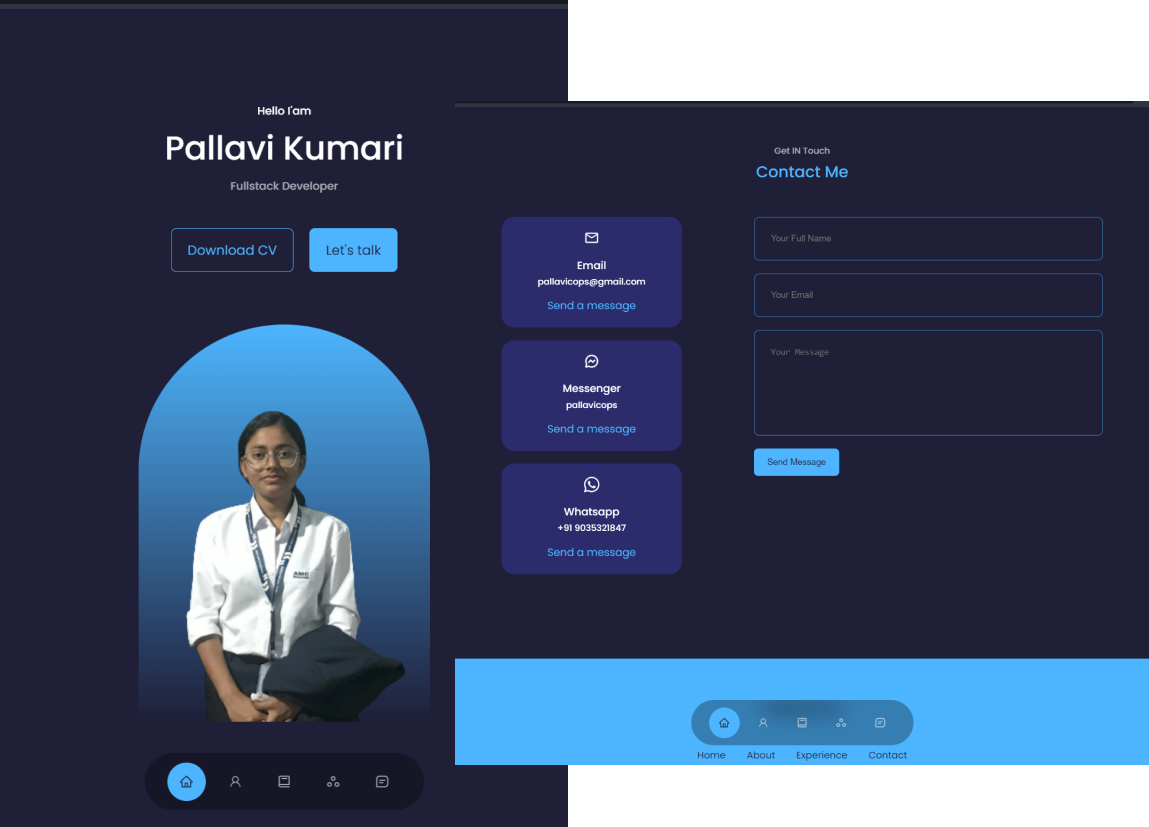 Hello I'am
Pallavi Kumari
Fullstack Developer
Download CV
Let's talk
Get IN Touch
Contact Me
Email
pallavicops@gmail.com
Send a message
Messenger
pallavicops
Send a message
Whatsapp
+91 9035321847
Send a message
Your Full Name
Your Email
Your Message
Send Message
Home About Experience Contact